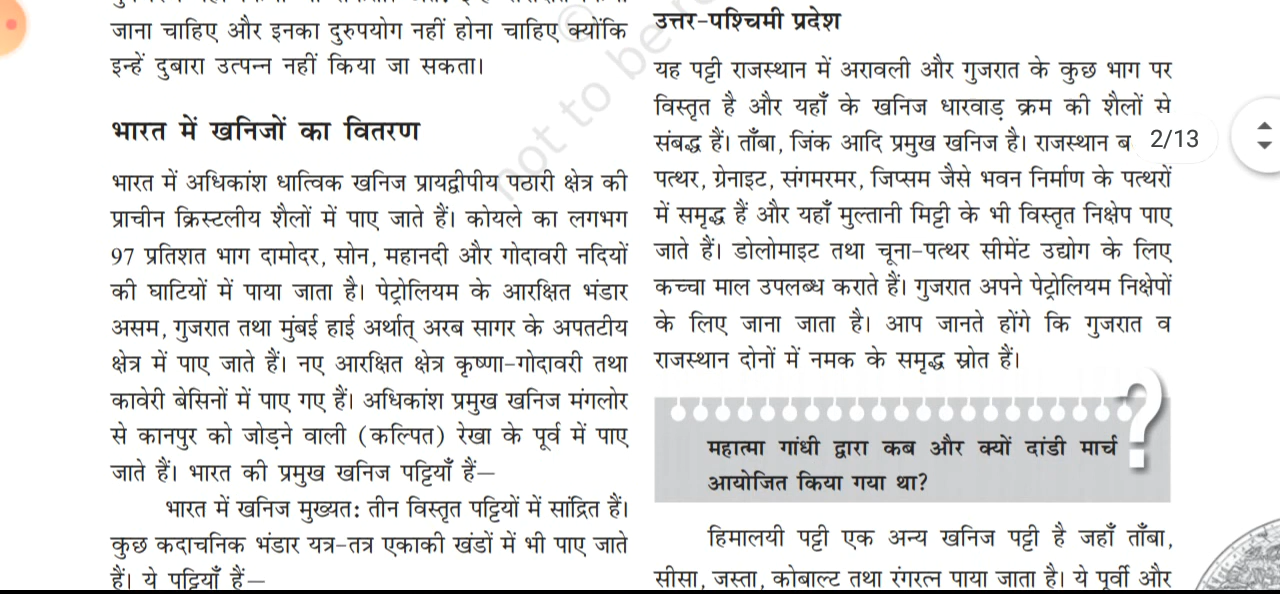 जाना चाहिए और इनका दुरुपयोग नहीं होना चाहिए क्योंकि
इन्हें दुबारा उत्पन्न नहीं किया जा सकता।
भारत में खनिजों का वितरण
भारत में अधिकांश धात्विक खनिज प्रायद्वीपीय पठारी क्षेत्र की
प्राचीन क्रिस्टलीय शैलों में पाए जाते हैं। कोयले का लगभग
97 प्रतिशत भाग दामोदर, सोन, महानदी और गोदावरी नदियों
की घाटियों में पाया जाता है। पेट्रोलियम के आरक्षित भंडार
असम, गुजरात तथा मुंबई हाई अर्थात् अरब सागर के अपतटीय
क्षेत्र में पाए जाते हैं। नए आरक्षित क्षेत्र कृष्णा-गोदावरी तथा
कावेरी बेसिनों में पाए गए हैं। अधिकांश प्रमुख खनिज मंगलोर
से कानपुर को जोड़ने वाली (कल्पित) रेखा के पूर्व में पाए
जाते हैं। भारत की प्रमुख खनिज पट्टियाँ हैं—
भारत में खनिज मुख्यत: तीन विस्तृत पट्टियों में सांद्रित हैं।
कुछ कदाचनिक भंडार यत्र-तत्र एकाकी खंडों में भी पाए जाते
हैं। ये पट्टियाँ हैं—
उत्तर-पश्चिमी प्रदेश
यह पट्टी राजस्थान में अरावली और गुजरात के कुछ भाग पर
विस्तृत है और यहाँ के खनिज धारवाड़ क्रम की शैलों से
संबद्ध हैं। ताँबा, जिंक आदि प्रमुख खनिज है। राजस्थान ब
पत्थर, ग्रेनाइट, संगमरमर, जिप्सम जैसे भवन निर्माण के पत्थरों
में समृद्ध हैं और यहाँ मुल्तानी मिट्टी के भी विस्तृत निक्षेप पाए
जाते हैं। डोलोमाइट तथा चूना-पत्थर सीमेंट उद्योग के लिए
कच्चा माल उपलब्ध कराते हैं। गुजरात अपने पेट्रोलियम निक्षेपों
के लिए जाना जाता है। आप जानते होंगे कि गुजरात व
राजस्थान दोनों में नमक के समृद्ध स्रोत हैं।
महात्मा गांधी द्वारा कब और क्यों दांडी मार्च
आयोजित किया गया था?
?
हिमालयी पट्टी एक अन्य खनिज पट्टी है जहाँ ताँबा,
सीसा, जस्ता, कोबाल्ट तथा रंगरत्न पाया जाता है। ये पूर्वी और
2/13
© not to be re